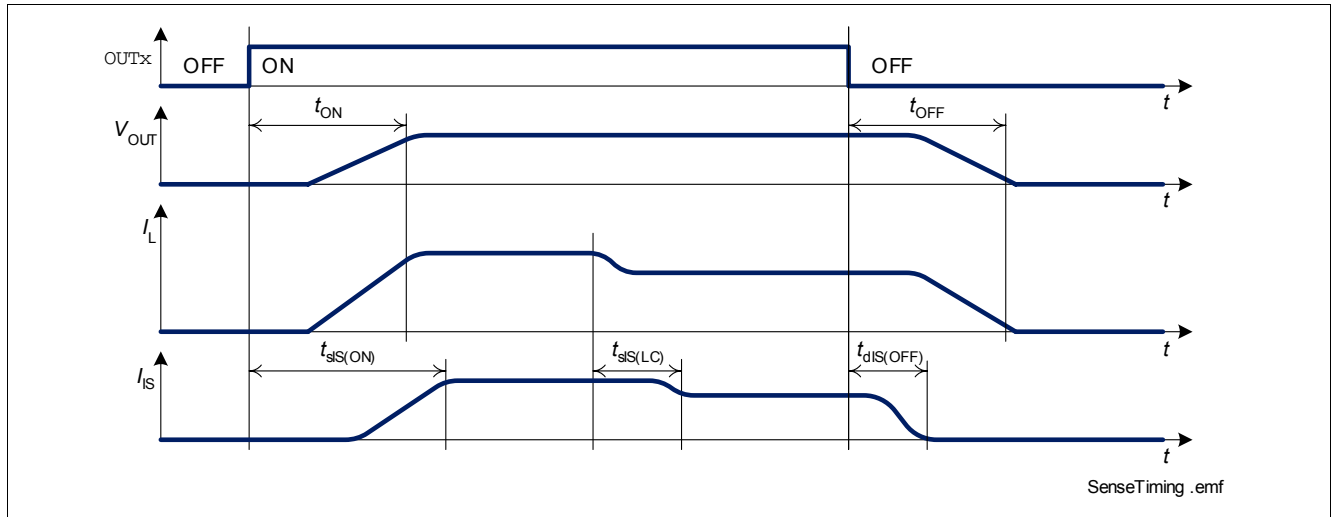 OUTx
OFF
ON
OFF
t
tON
tOFF
VOUT
t
IL
t
tsIS(ON)
tsIS(LC)
tdIS(OFF)
IIS
t
SenseTiming .emf